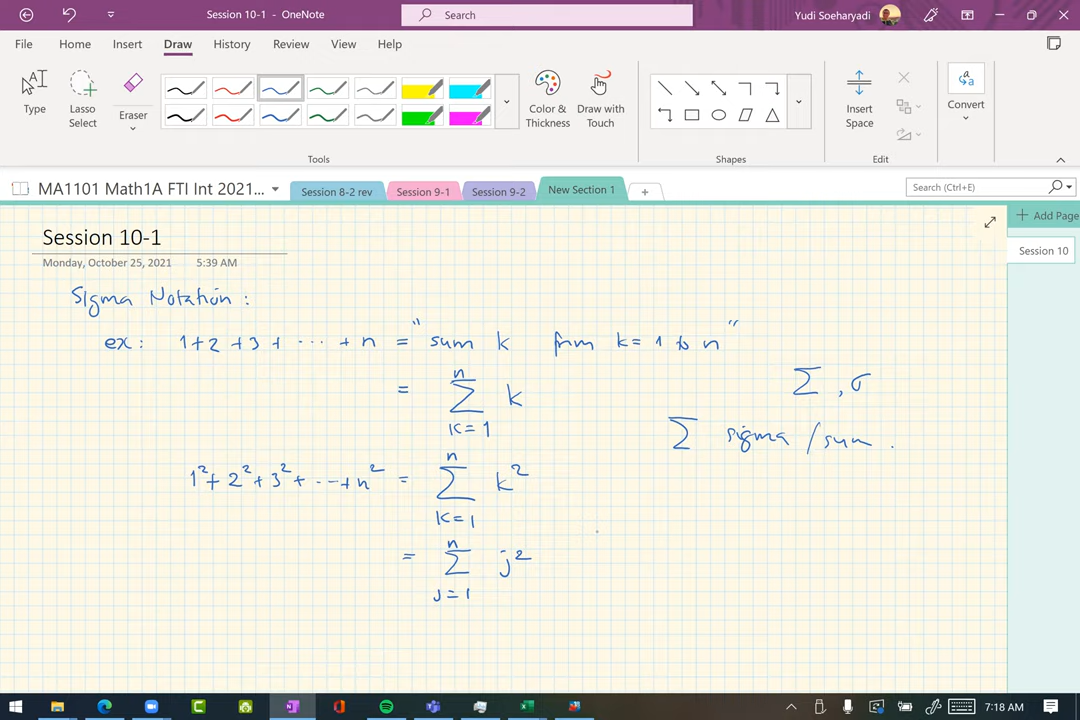 Session 10-1 - OneNote
Search
Yudi Soeharyadi
File Home Insert Draw History Review View Help
Type
Lasso Select
Eraser
Color & Thickness
Draw with Touch
Insert Space
Convert
Tools
Shapes
Edit
MA1101 Math1A FTI Int 2021...
Session 8-2 rev
Session 9-1
Session 9-2
New Section 1
+
Search (Ctrl+E)
Session 10-1
Monday, October 25, 2021 5:39 AM
+ Add Page
Session 10
Sigma Notation :
ex: 1+2+3+ ... + n = "sum k from k=1 to n"
= ∑_{k=1}^{n} k
∑, σ
∑ sigma / sum.
1²+2²+3²+ ... +n² = ∑_{k=1}^{n} k²
= ∑_{j=1}^{n} j²
7:18 AM